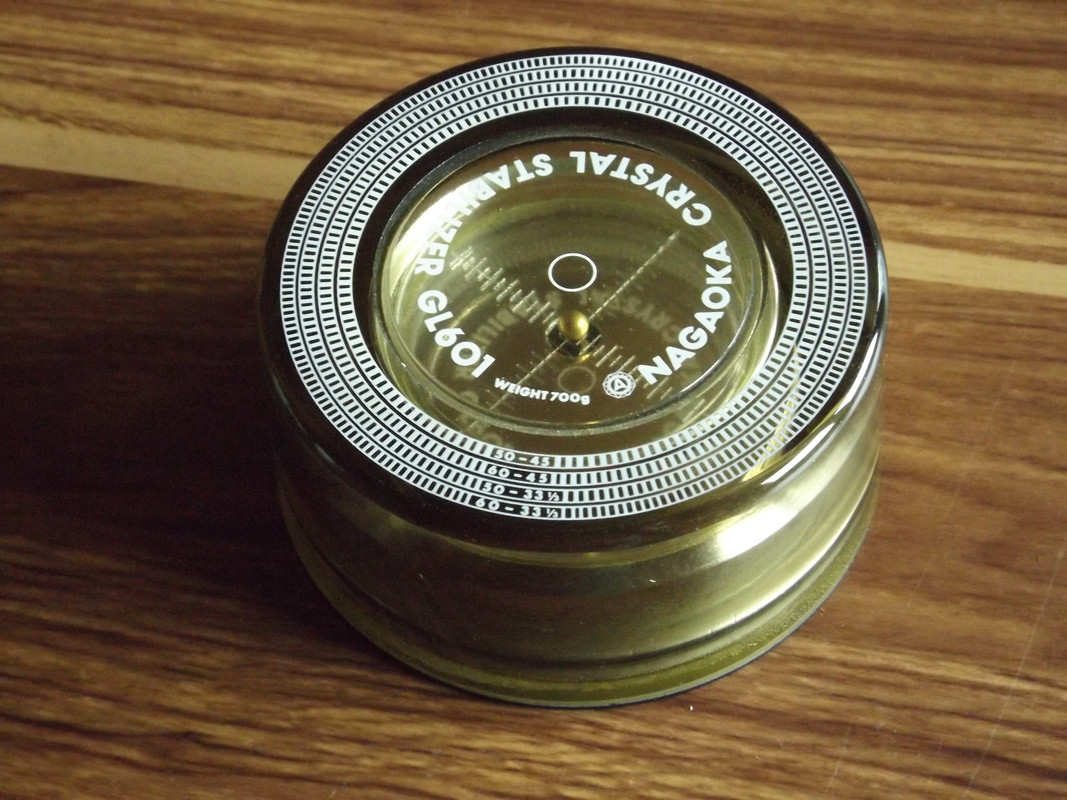 NAGAOKA CRYSTAL STABILIZER GL601
WEIGHT 700g
50-45
60-45
50-33⅓
60-33⅓